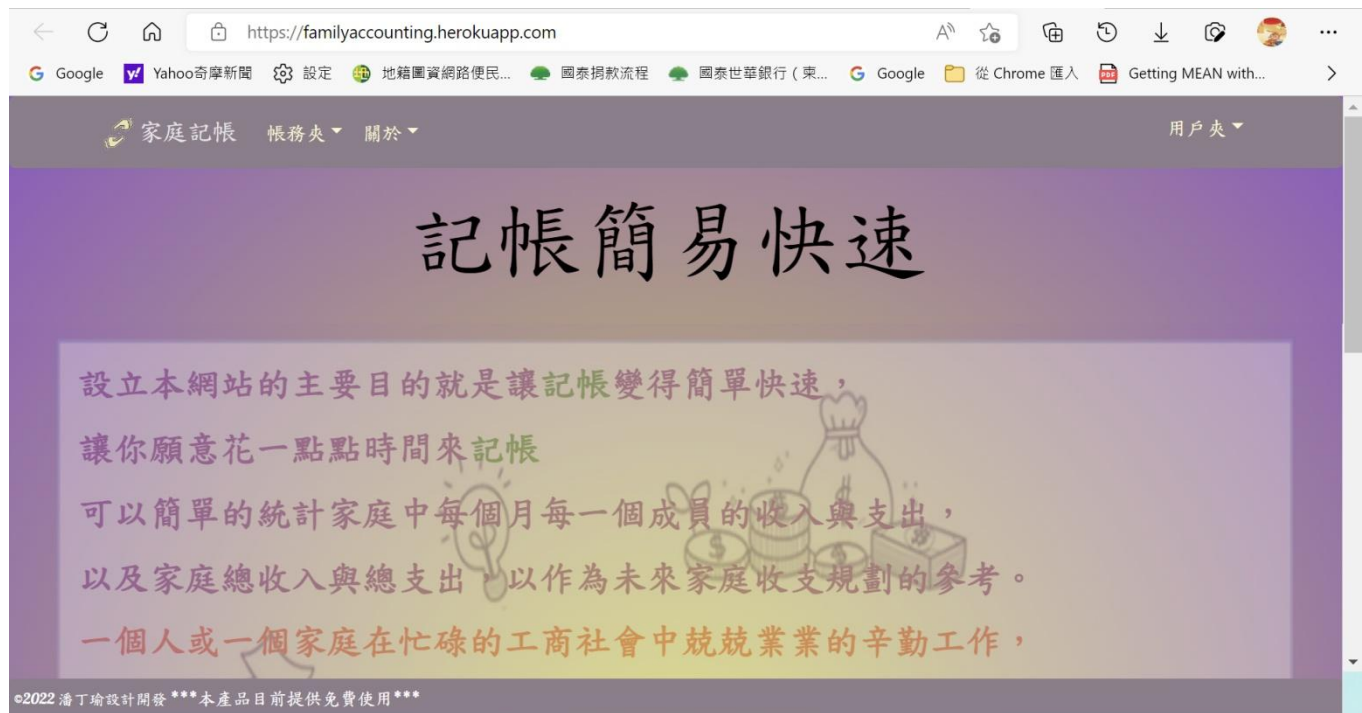 https://familyaccounting.herokuapp.com
Google Yahoo奇摩新聞 設定 地籍圖資網路便民... 國泰捐款流程 國泰世華銀行（東... Google 從 Chrome 匯入 Getting MEAN with...
家庭記帳 帳務夾 關於 用戶夾
記帳簡易快速
設立本網站的主要目的就是讓記帳變得簡單快速，
讓你願意花一點點時間來記帳
可以簡單的統計家庭中每個月每一個成員的收入與支出，
以及家庭總收入與總支出，以作為未來家庭收支規劃的參考。
一個人或一個家庭在忙碌的工商社會中兢兢業業的辛勤工作，
©2022 潘丁瑜設計開發 ***本產品目前提供免費使用***